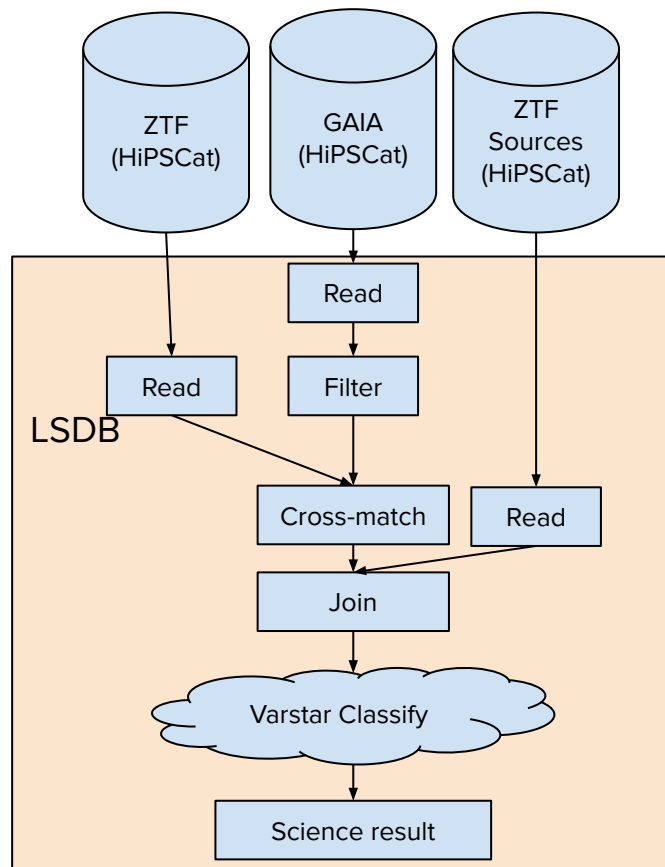 ZTF
(HiPSCat)
GAIA
(HiPSCat)
ZTF
Sources
(HiPSCat)
Read
Read
Filter
LSDB
Cross-match
Read
Join
Varstar Classify
Science result